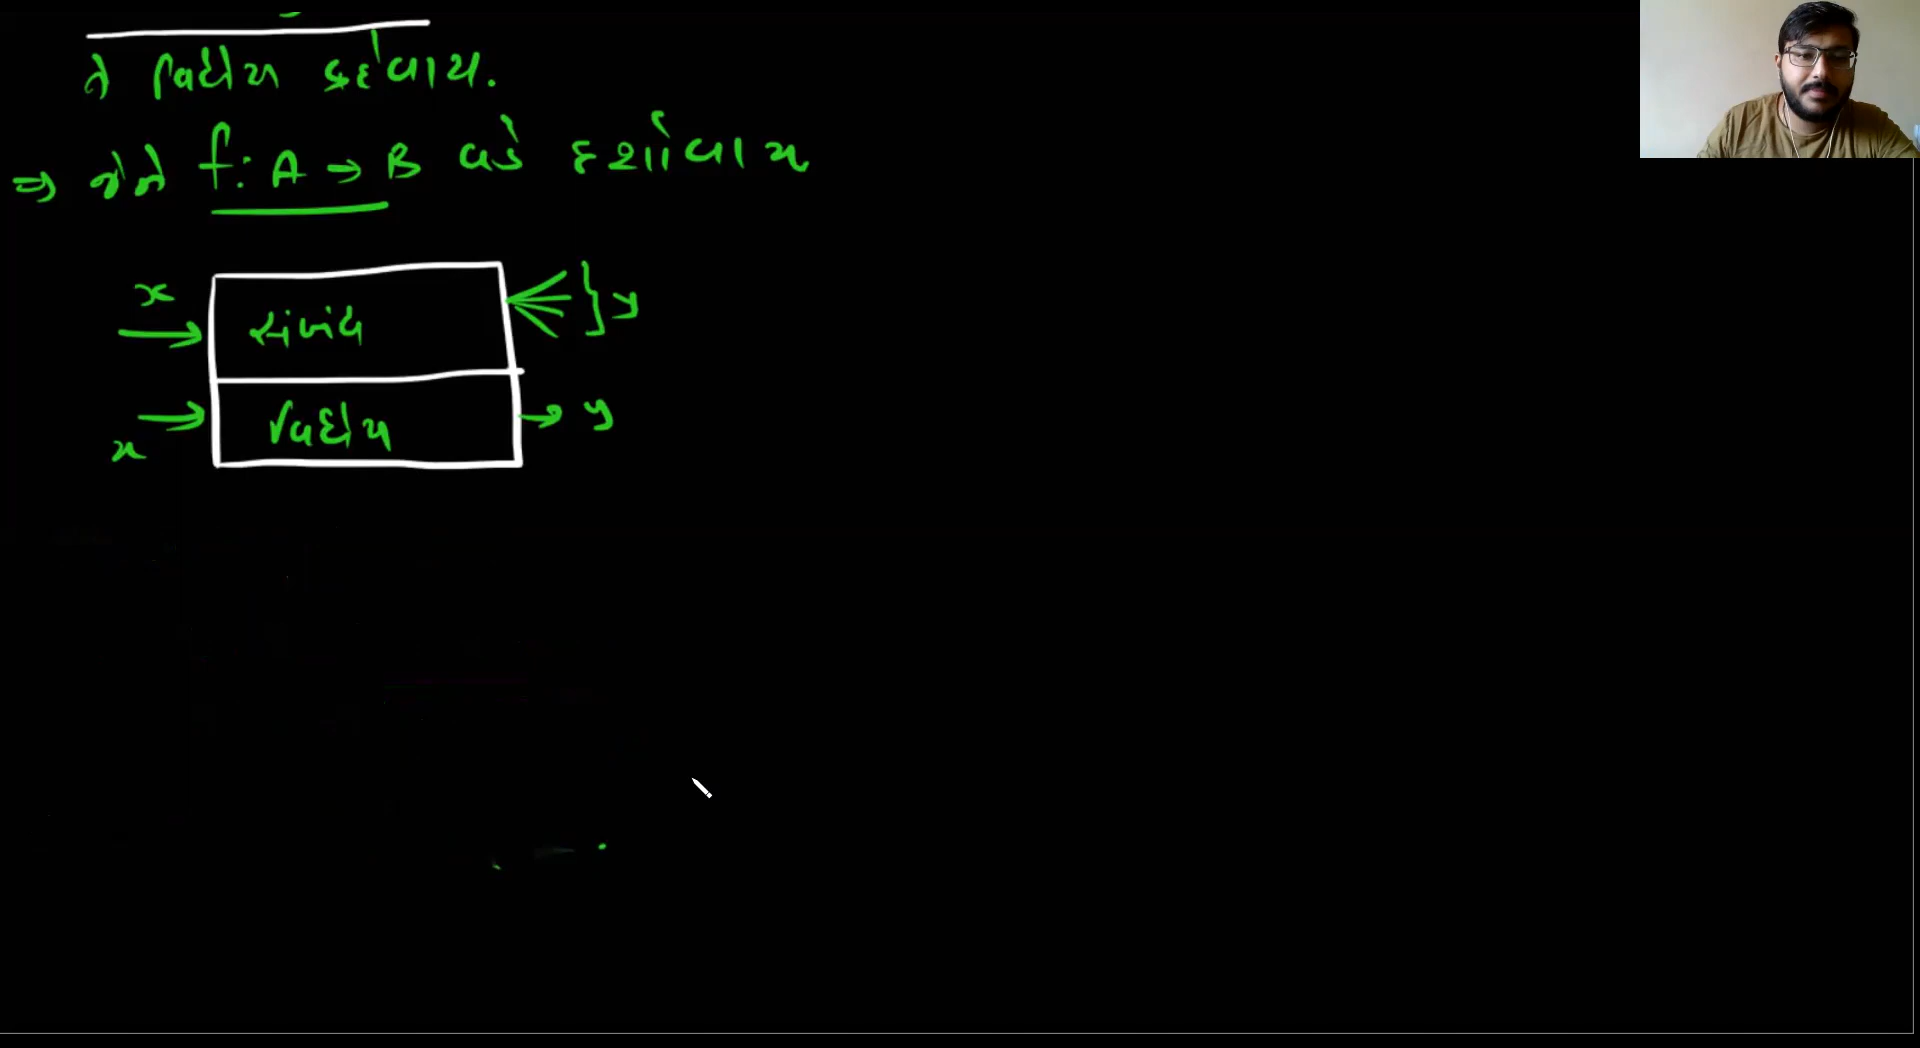 તે વિધેય કહેવાય.
⇒ જેને f: A → B વડે દર્શાવાય
x
સંબંધ
} y
વિધેય
→ y
x